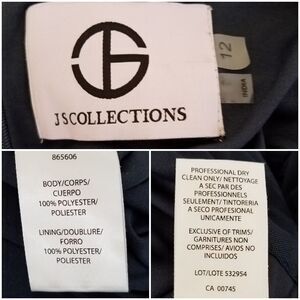 JSCOLLECTIONS
12
INDIA
865606
BODY/CORPS/
CUERPO
100% POLYESTER/
POLIESTER
LINING/DOUBLURE/
FORRO
100% POLYESTER/
POLIESTER
PROFESSIONAL DRY
CLEAN ONLY/ NETTOYAGE
A SEC PAR DES
PROFESSIONNELS
SEULEMENT/ TINTORERIA
A SECO PROFESIONAL
UNICAMENTE
EXCLUSIVE OF TRIMS/
GARNITURES NON
COMPRISES/ AVIOS NO
INCLUIDOS
LOT/LOTE 532954
CA 00745